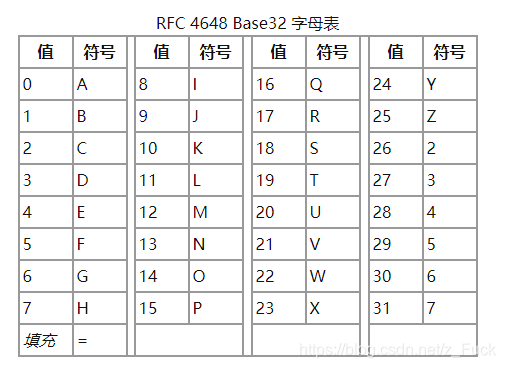 RFC 4648 Base32 字母表
值 符号 值 符号 值 符号 值 符号
0 A 8 I 16 Q 24 Y
1 B 9 J 17 R 25 Z
2 C 10 K 18 S 26 2
3 D 11 L 19 T 27 3
4 E 12 M 20 U 28 4
5 F 13 N 21 V 29 5
6 G 14 O 22 W 30 6
7 H 15 P 23 X 31 7
填充 =
https://blog.csdn.net/z_Fuck